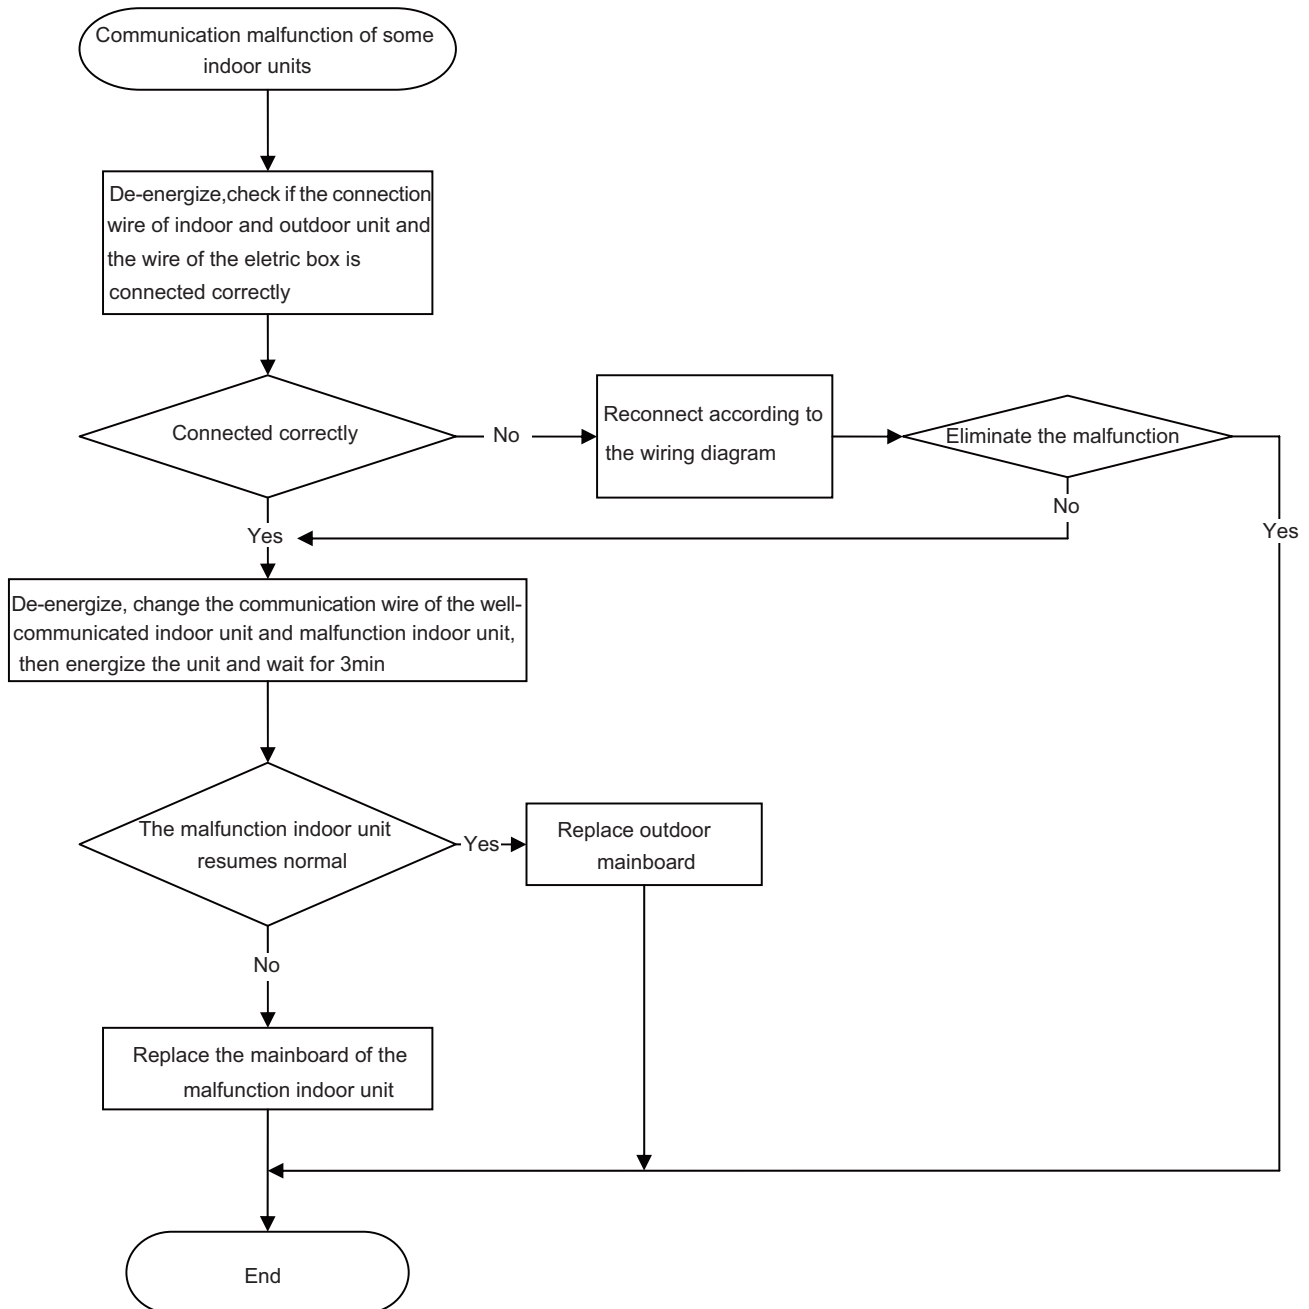 Communication malfunction of some
indoor units
De-energize,check if the connection
wire of indoor and outdoor unit and
the wire of the eletric box is
connected correctly
Connected correctly
No
Reconnect according to
the wiring diagram
Eliminate the malfunction
No
Yes
Yes
De-energize, change the communication wire of the well-
communicated indoor unit and malfunction indoor unit,
then energize the unit and wait for 3min
The malfunction indoor unit
resumes normal
Yes
Replace outdoor
mainboard
No
Replace the mainboard of the
malfunction indoor unit
End